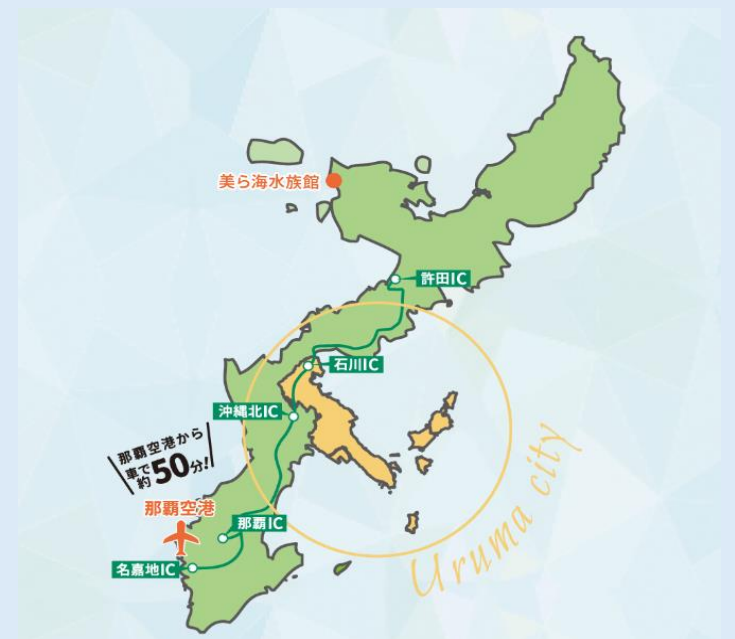 美ら海水族館
許田IC
石川IC
沖縄北IC
那覇空港から
車で
約50分!
那覇空港
那覇IC
名嘉地IC
Uruma city